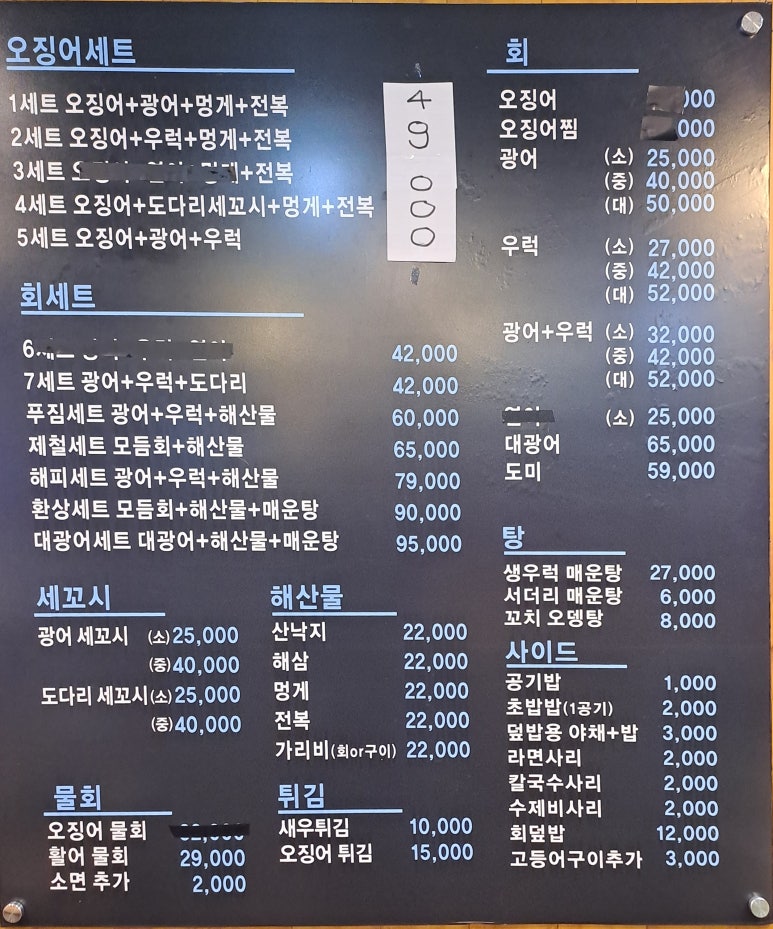 오징어세트
1세트 오징어+광어+멍게+전복
2세트 오징어+우럭+멍게+전복
3세트 +전복
4세트 오징어+도다리세꼬시+멍게+전복
5세트 오징어+광어+우럭
49000
회세트
42,000
7세트 광어+우럭+도다리 42,000
푸짐세트 광어+우럭+해산물 60,000
제철세트 모듬회+해산물 65,000
해피세트 광어+우럭+해산물 79,000
환상세트 모듬회+해산물+매운탕 90,000
대광어세트 대광어+해산물+매운탕 95,000
세꼬시
광어 세꼬시 (소) 25,000
(중) 40,000
도다리 세꼬시 (소) 25,000
(중) 40,000
해산물
산낙지 22,000
해삼 22,000
멍게 22,000
전복 22,000
가리비(회or구이) 22,000
물회
오징어 물회
활어 물회 29,000
소면 추가 2,000
튀김
새우튀김 10,000
오징어 튀김 15,000
회
오징어
오징어찜
광어 (소) 25,000
(중) 40,000
(대) 50,000
우럭 (소) 27,000
(중) 42,000
(대) 52,000
광어+우럭 (소) 32,000
(중) 42,000
(대) 52,000
(소) 25,000
대광어 65,000
도미 59,000
탕
생우럭 매운탕 27,000
서더리 매운탕 6,000
꼬치 오뎅탕 8,000
사이드
공기밥 1,000
초밥밥(1공기) 2,000
덮밥용 야채+밥 3,000
라면사리 2,000
칼국수사리 2,000
수제비사리 2,000
회덮밥 12,000
고등어구이추가 3,000